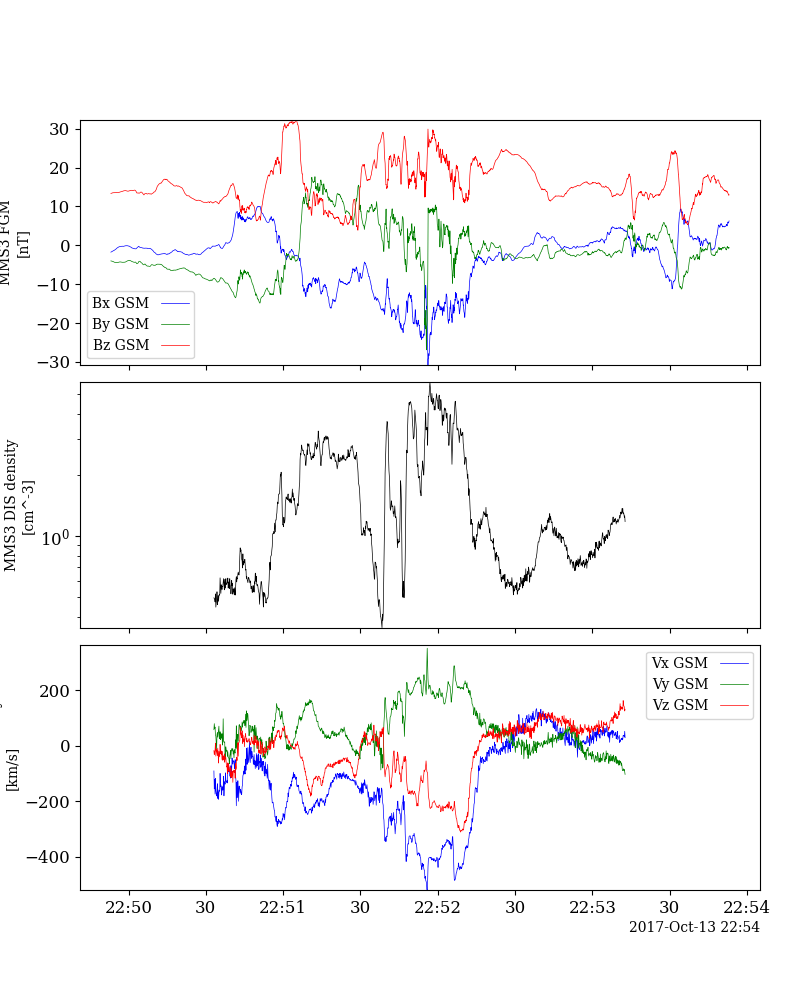 30
20
10
0
−10
−20
−30
MMS3 FGM
[nT]
Bx GSM
By GSM
Bz GSM
10^0
MMS3 DIS density
[cm^-3]
200
0
−200
−400
[km/s]
Vx GSM
Vy GSM
Vz GSM
22:50 30 22:51 30 22:52 30 22:53 30 22:54
2017-Oct-13 22:54